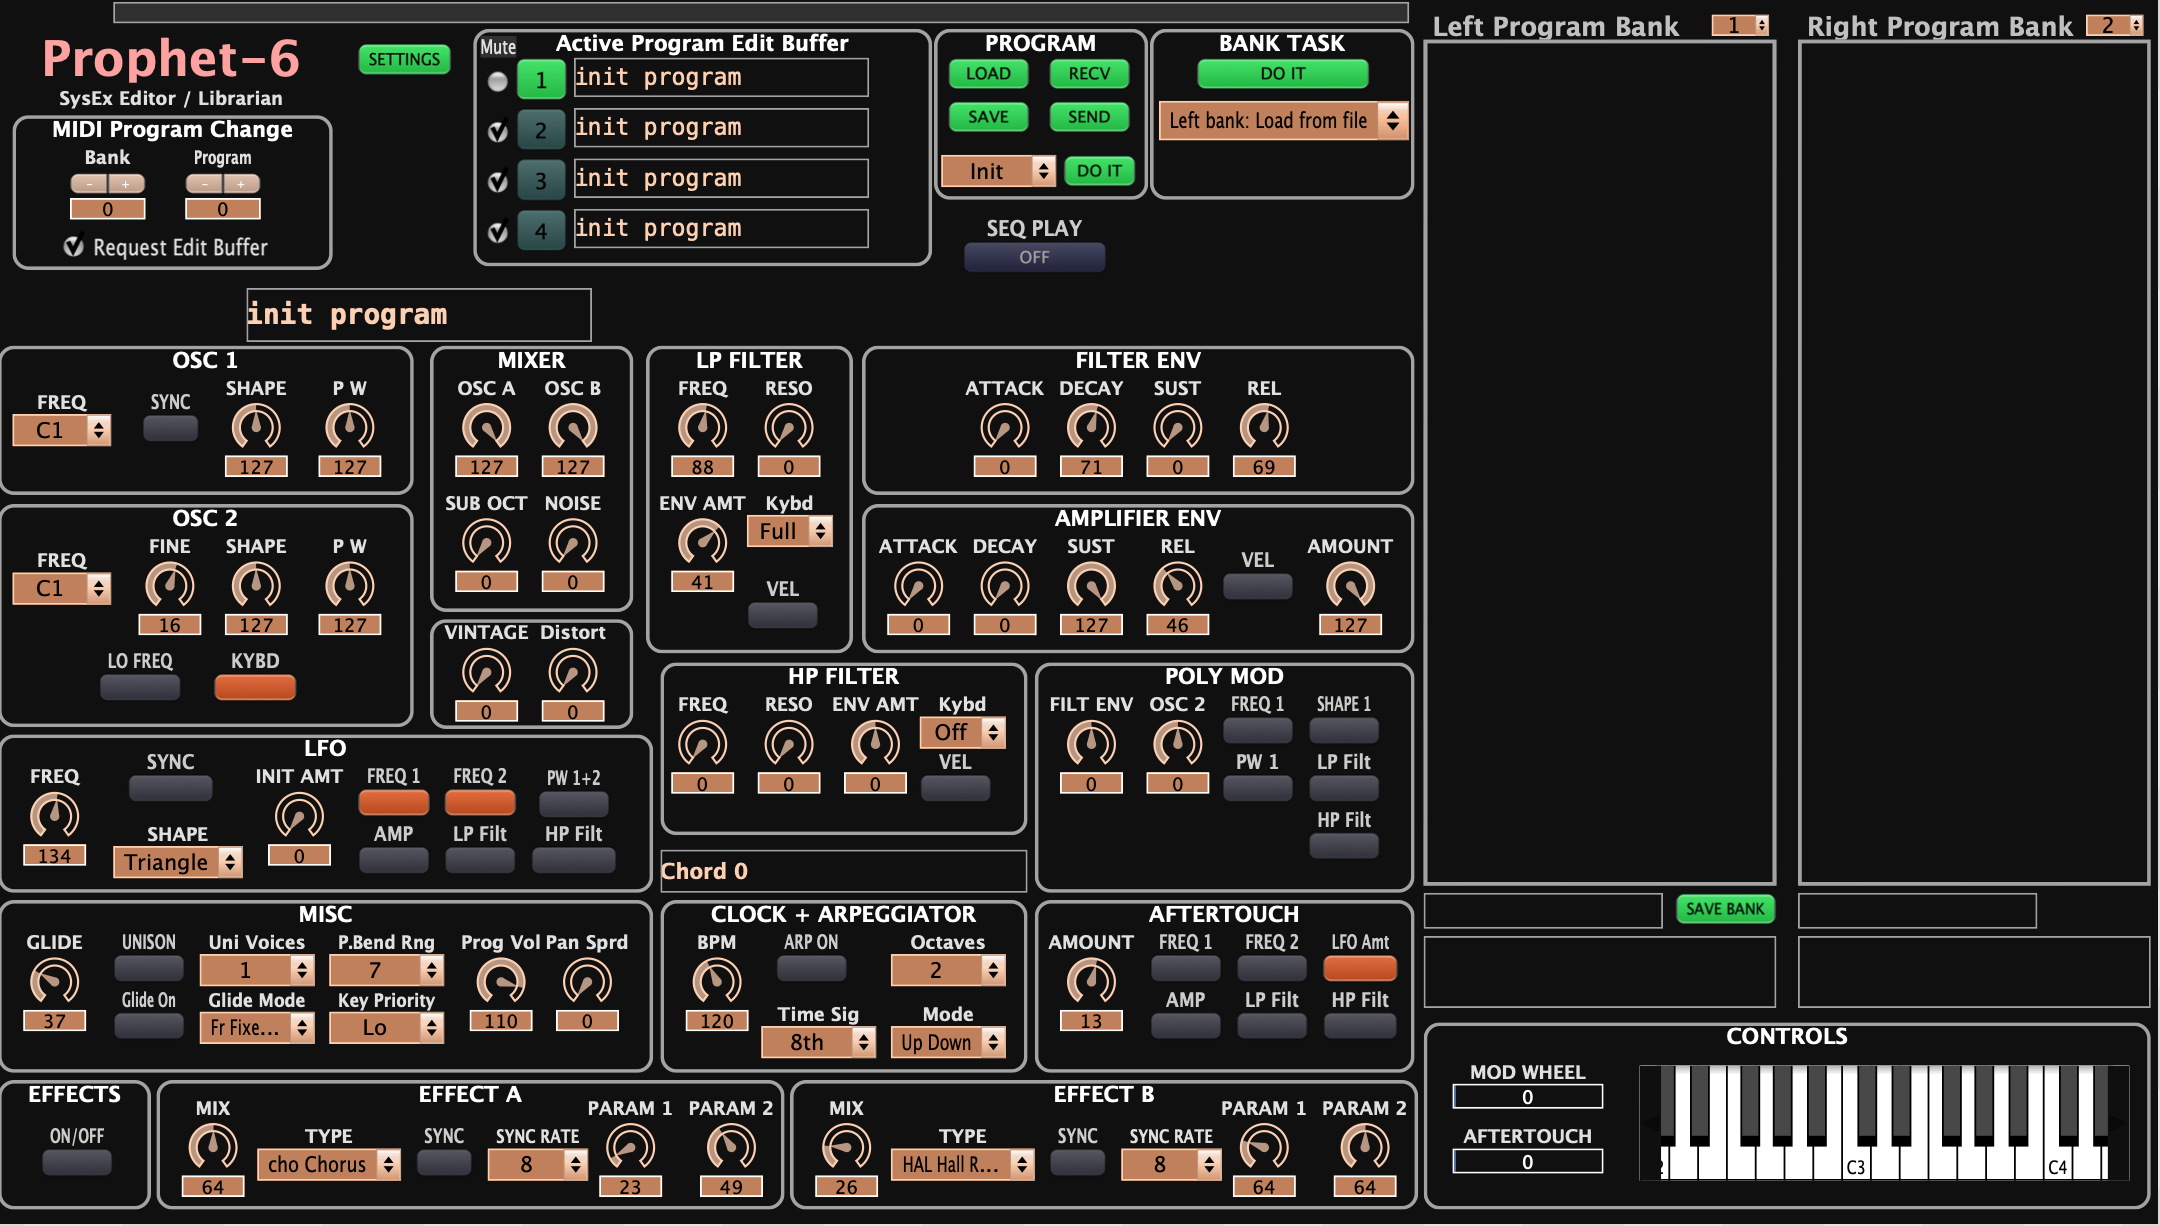 Prophet-6
SysEx Editor / Librarian
SETTINGS
MIDI Program Change
Bank Program
- + - +
0 0
Request Edit Buffer
Mute Active Program Edit Buffer
1 init program
2 init program
3 init program
4 init program
PROGRAM
LOAD RECV
SAVE SEND
Init DO IT
BANK TASK
DO IT
Left bank: Load from file
SEQ PLAY
OFF
Left Program Bank 1
Right Program Bank 2
init program
OSC 1
FREQ SYNC SHAPE P W
C1 127 127
OSC 2
FREQ FINE SHAPE P W
C1 16 127 127
LO FREQ KYBD
MIXER
OSC A OSC B
127 127
SUB OCT NOISE
0 0
VINTAGE Distort
0 0
LP FILTER
FREQ RESO
88 0
ENV AMT Kybd
Full
41
VEL
FILTER ENV
ATTACK DECAY SUST REL
0 71 0 69
AMPLIFIER ENV
ATTACK DECAY SUST REL VEL AMOUNT
0 0 127 46 127
HP FILTER
FREQ RESO ENV AMT Kybd
Off
VEL
0 0 0
POLY MOD
FILT ENV OSC 2 FREQ 1 SHAPE 1
PW 1 LP Filt
0 0
HP Filt
LFO
FREQ SYNC INIT AMT FREQ 1 FREQ 2 PW 1+2
SHAPE AMP LP Filt HP Filt
134 Triangle 0
Chord 0
MISC
GLIDE UNISON Uni Voices P.Bend Rng Prog Vol Pan Sprd
1 7
Glide On Glide Mode Key Priority
37 Fr Fixe... Lo 110 0
CLOCK + ARPEGGIATOR
BPM ARP ON Octaves
2
120 Time Sig Mode
8th Up Down
AFTERTOUCH
AMOUNT FREQ 1 FREQ 2 LFO Amt
AMP LP Filt HP Filt
13
SAVE BANK
EFFECTS
ON/OFF
EFFECT A
MIX TYPE SYNC SYNC RATE PARAM 1 PARAM 2
cho Chorus 8
64 23 49
EFFECT B
MIX TYPE SYNC SYNC RATE PARAM 1 PARAM 2
HAL Hall R... 8
26 64 64
CONTROLS
MOD WHEEL
0
AFTERTOUCH
0
C3 C4